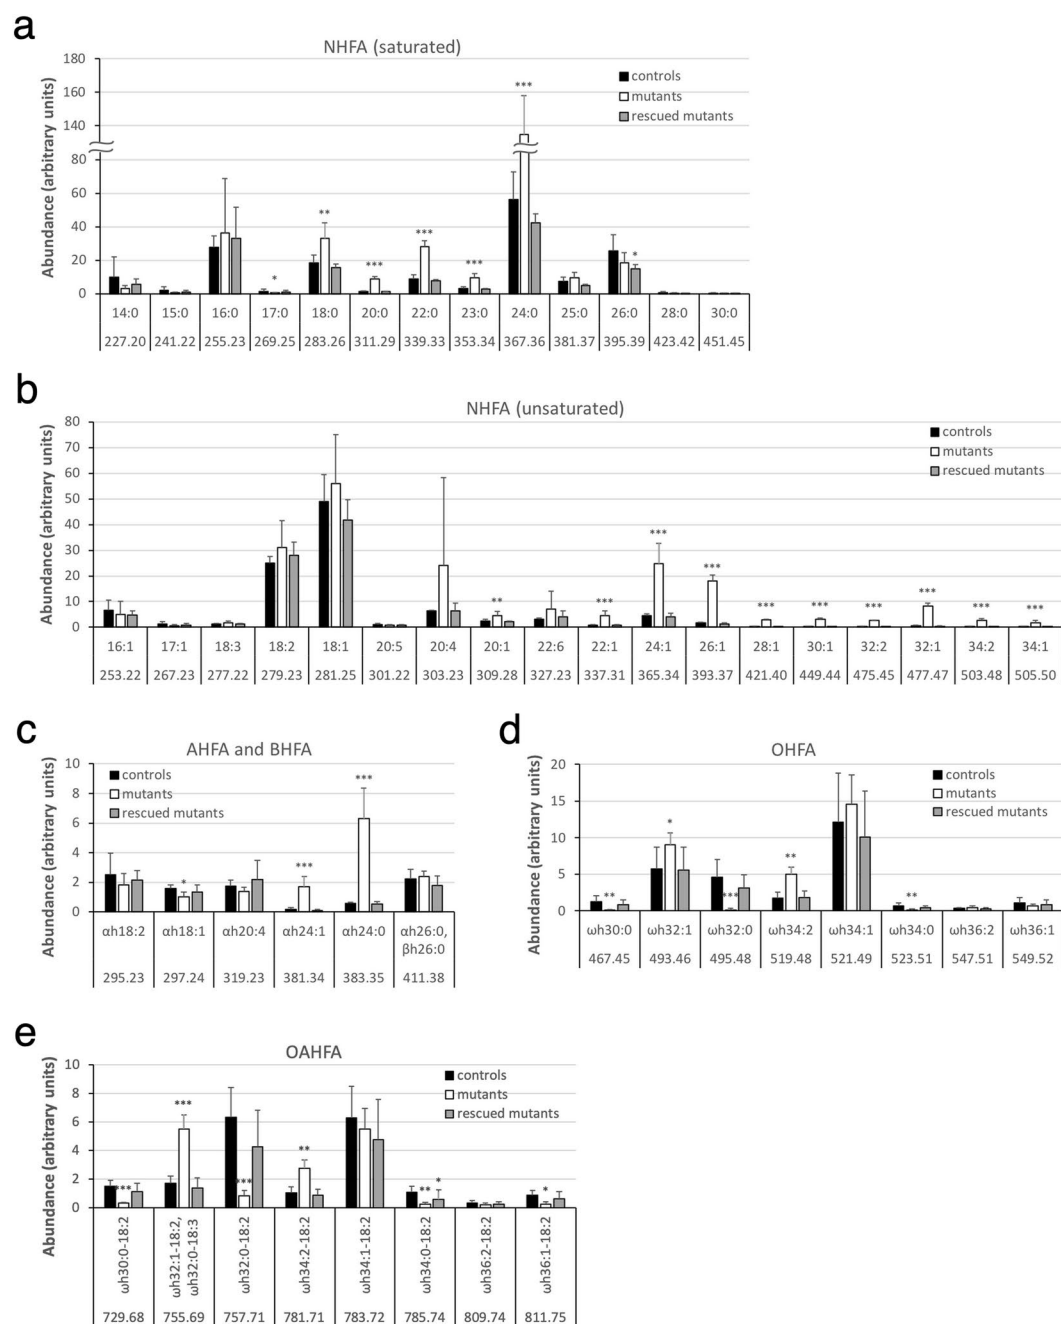 a
NHFA (saturated)
Abundance (arbitrary units)
180
160
140
80
60
40
20
0
controls
mutants
rescued mutants
*
**
***
***
***
***
*
14:0 15:0 16:0 17:0 18:0 20:0 22:0 23:0 24:0 25:0 26:0 28:0 30:0
227.20 241.22 255.23 269.25 283.26 311.29 339.33 353.34 367.36 381.37 395.39 423.42 451.45
b
NHFA (unsaturated)
Abundance (arbitrary units)
80
70
60
50
40
30
20
10
0
controls
mutants
rescued mutants
**
***
***
***
***
***
***
***
***
***
16:1 17:1 18:3 18:2 18:1 20:5 20:4 20:1 22:6 22:1 24:1 26:1 28:1 30:1 32:2 32:1 34:2 34:1
253.22 267.23 277.22 279.23 281.25 301.22 303.23 309.28 327.23 337.31 365.34 393.37 421.40 449.44 475.45 477.47 503.48 505.50
c
AHFA and BHFA
Abundance (arbitrary units)
10
8
6
4
2
0
controls
mutants
rescued mutants
*
***
***
αh18:2 αh18:1 αh20:4 αh24:1 αh24:0 αh26:0,
βh26:0
295.23 297.24 319.23 381.34 383.35 411.38
d
OHFA
Abundance (arbitrary units)
20
15
10
5
0
controls
mutants
rescued mutants
**
*
***
**
**
ωh30:0 ωh32:1 ωh32:0 ωh34:2 ωh34:1 ωh34:0 ωh36:2 ωh36:1
467.45 493.46 495.48 519.48 521.49 523.51 547.51 549.52
e
OAHFA
Abundance (arbitrary units)
10
8
6
4
2
0
controls
mutants
rescued mutants
***
***
***
**
**
*
*
ωh30:0-18:2
ωh32:1-18:2,
ωh32:0-18:3
ωh32:0-18:2
ωh34:2-18:2
ωh34:1-18:2
ωh34:0-18:2
ωh36:2-18:2
ωh36:1-18:2
729.68 755.69 757.71 781.71 783.72 785.74 809.74 811.75